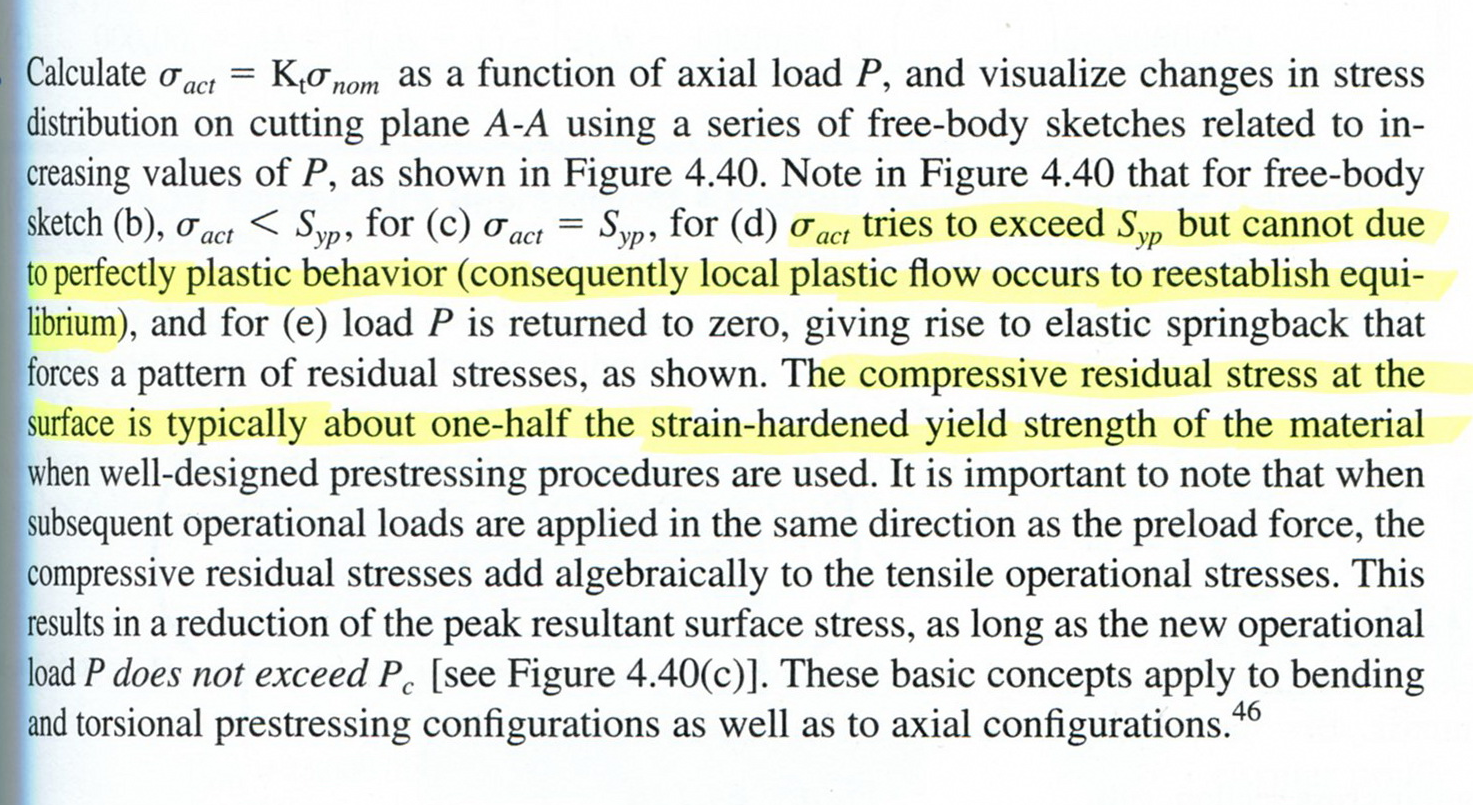 Calculate σact = Ktσnom as a function of axial load P, and visualize changes in stress
distribution on cutting plane A-A using a series of free-body sketches related to in-
creasing values of P, as shown in Figure 4.40. Note in Figure 4.40 that for free-body
sketch (b), σact < Syp, for (c) σact = Syp, for (d) σact tries to exceed Syp but cannot due
to perfectly plastic behavior (consequently local plastic flow occurs to reestablish equi-
librium), and for (e) load P is returned to zero, giving rise to elastic springback that
forces a pattern of residual stresses, as shown. The compressive residual stress at the
surface is typically about one-half the strain-hardened yield strength of the material
when well-designed prestressing procedures are used. It is important to note that when
subsequent operational loads are applied in the same direction as the preload force, the
compressive residual stresses add algebraically to the tensile operational stresses. This
results in a reduction of the peak resultant surface stress, as long as the new operational
load P does not exceed Pc [see Figure 4.40(c)]. These basic concepts apply to bending
and torsional prestressing configurations as well as to axial configurations.46